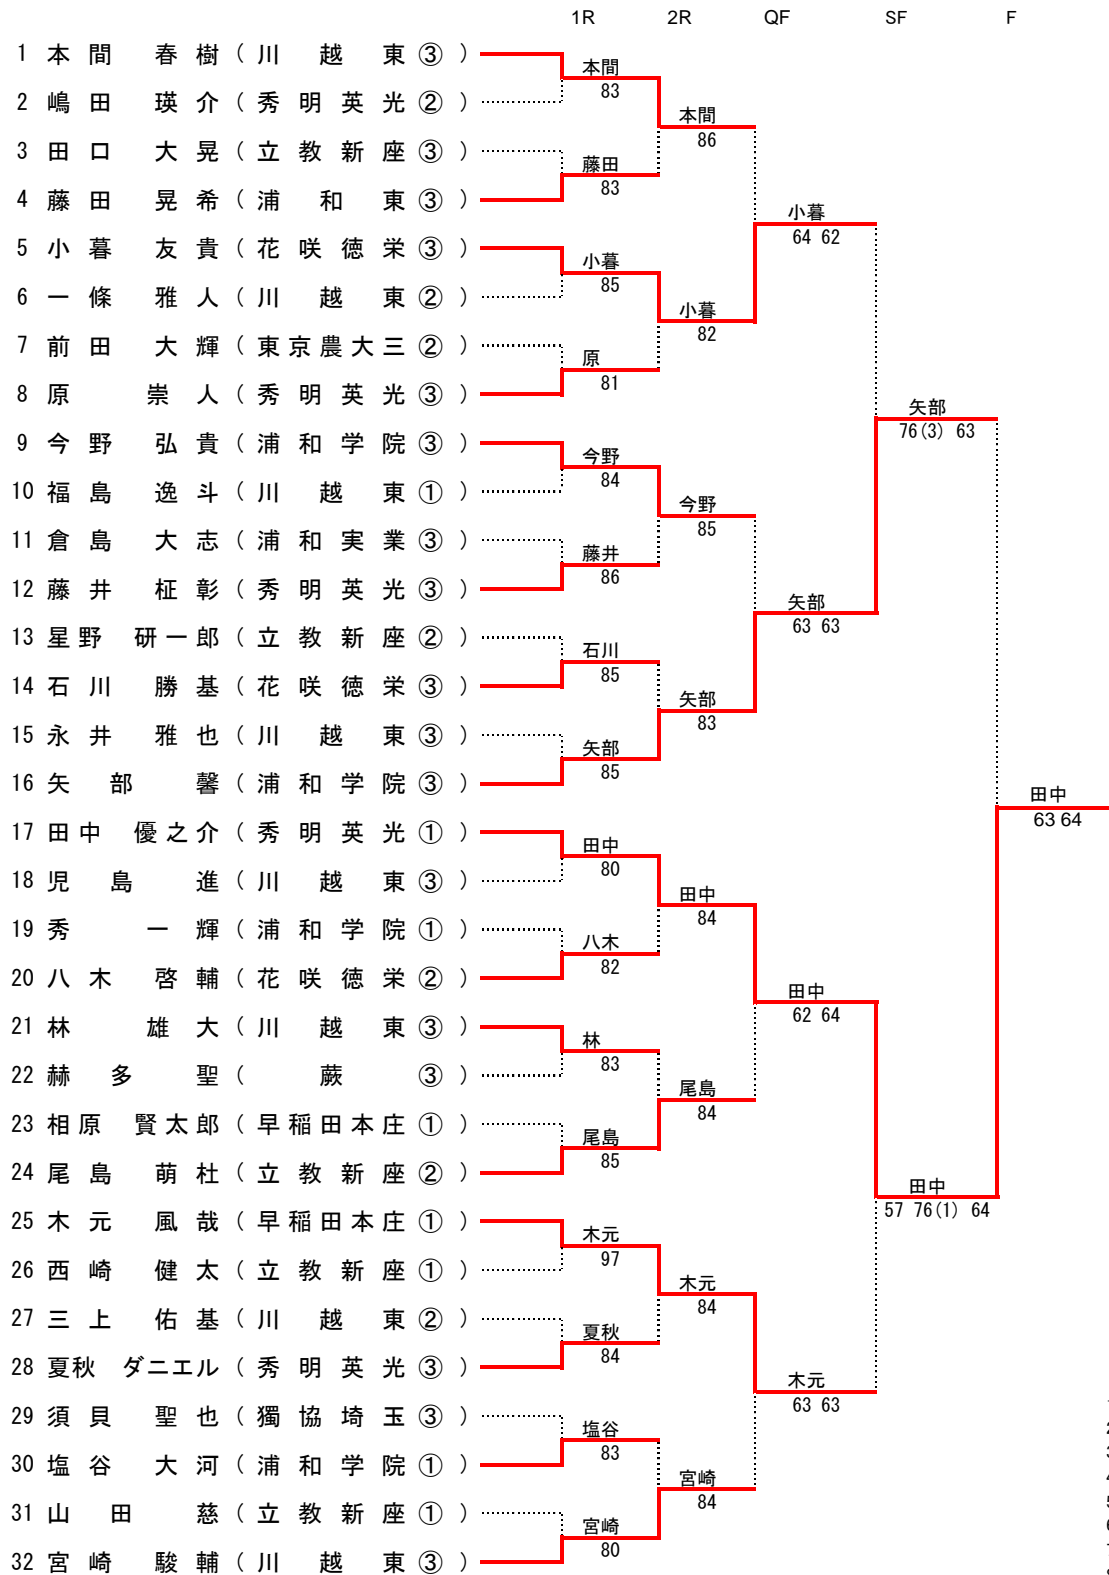 1R 2R QF SF F
1 本間 春樹 ( 川越東 ③ )
本間
83
2 嶋田 瑛介 ( 秀明英光 ② )
本間
86
3 田口 大晃 ( 立教新座 ③ )
藤田
83
4 藤田 晃希 ( 浦和東 ③ )
小暮
64 62
5 小暮 友貴 ( 花咲徳栄 ③ )
小暮
85
6 一條 雅人 ( 川越東 ② )
小暮
82
7 前田 大輝 ( 東京農大三 ② )
原
81
8 原 崇人 ( 秀明英光 ③ )
矢部
76(3) 63
9 今野 弘貴 ( 浦和学院 ③ )
今野
84
10 福島 逸斗 ( 川越東 ① )
今野
85
11 倉島 大志 ( 浦和実業 ③ )
藤井
86
12 藤井 柾彰 ( 秀明英光 ③ )
矢部
63 63
13 星野 研一郎 ( 立教新座 ② )
石川
85
14 石川 勝基 ( 花咲徳栄 ③ )
矢部
83
15 永井 雅也 ( 川越東 ③ )
矢部
85
16 矢部 馨 ( 浦和学院 ③ )
田中
63 64
17 田中 優之介 ( 秀明英光 ① )
田中
80
18 児島 進 ( 川越東 ③ )
田中
84
19 秀 一輝 ( 浦和学院 ① )
八木
82
20 八木 啓輔 ( 花咲徳栄 ② )
田中
62 64
21 林 雄大 ( 川越東 ③ )
林
83
22 赫多 聖 ( 蕨 ③ )
尾島
84
23 相原 賢太郎 ( 早稲田本庄 ① )
尾島
85
24 尾島 萌杜 ( 立教新座 ② )
田中
57 76(1) 64
25 木元 風哉 ( 早稲田本庄 ① )
木元
97
26 西崎 健太 ( 立教新座 ① )
木元
84
27 三上 佑基 ( 川越東 ② )
夏秋
84
28 夏秋 ダニエル ( 秀明英光 ③ )
木元
63 63
29 須貝 聖也 ( 獨協埼玉 ③ )
塩谷
83
30 塩谷 大河 ( 浦和学院 ① )
宮崎
84
31 山田 慈 ( 立教新座 ① )
宮崎
80
32 宮崎 駿輔 ( 川越東 ③ )